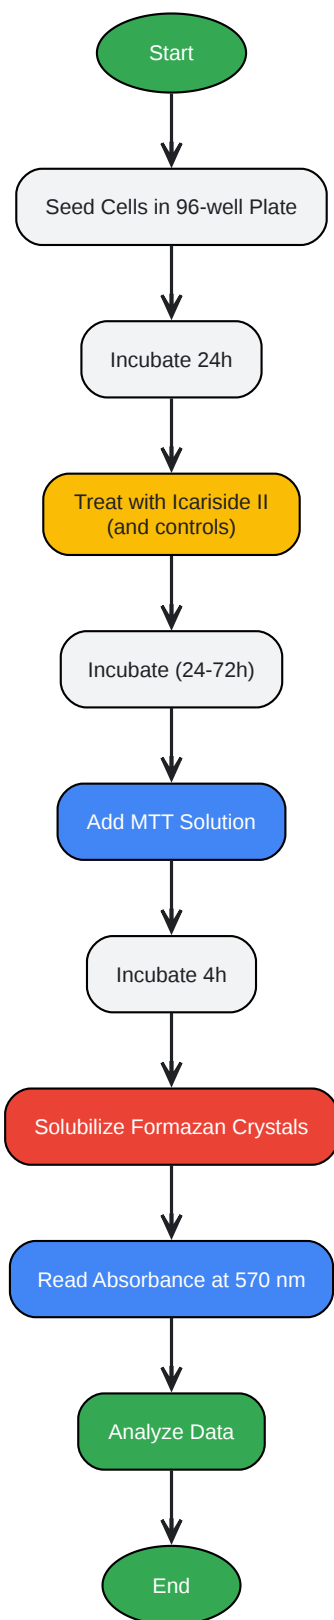 Start
Seed Cells in 96-well Plate
Incubate 24h
Treat with Icariside II
(and controls)
Incubate (24-72h)
Add MTT Solution
Incubate 4h
Solubilize Formazan Crystals
Read Absorbance at 570 nm
Analyze Data
End